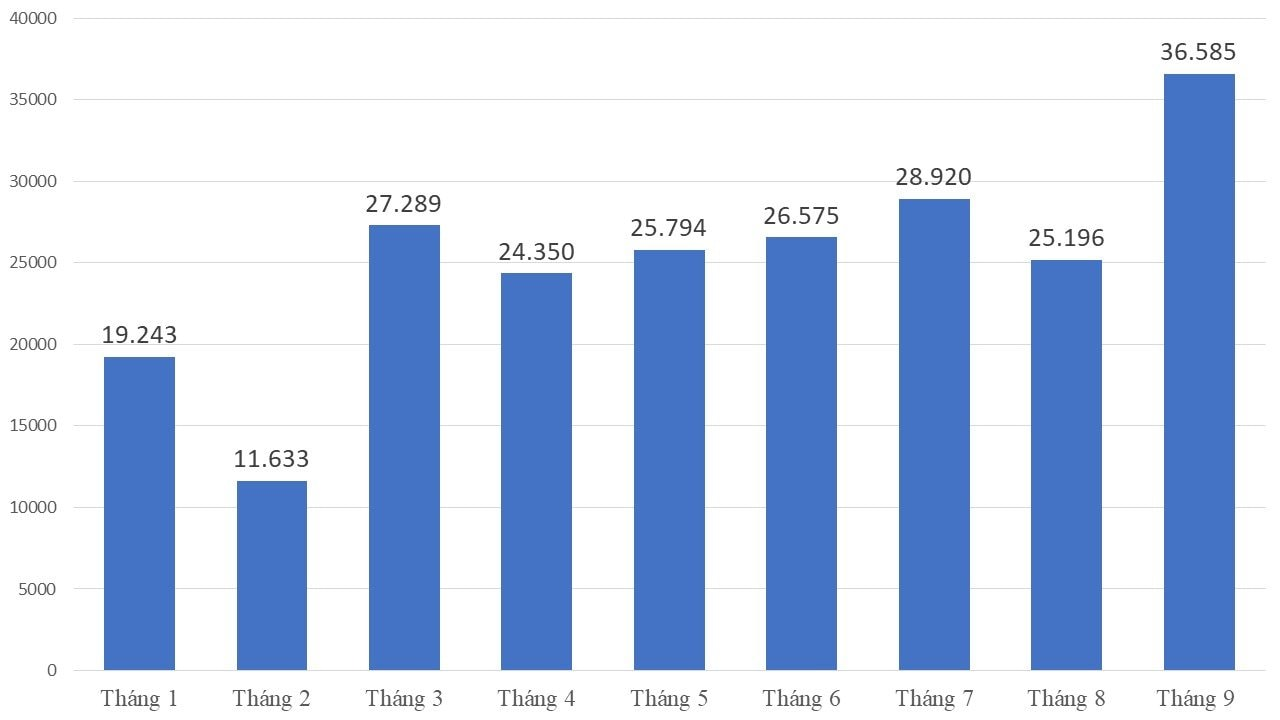 40000
35000
30000
25000
20000
15000
10000
5000
0
19.243
11.633
27.289
24.350
25.794
26.575
28.920
25.196
36.585
Tháng 1
Tháng 2
Tháng 3
Tháng 4
Tháng 5
Tháng 6
Tháng 7
Tháng 8
Tháng 9